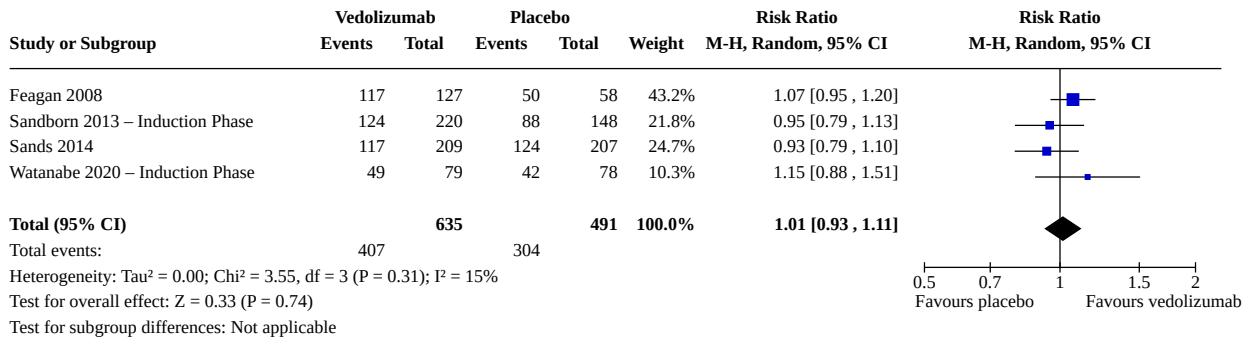 Vedolizumab Placebo Risk Ratio Risk Ratio
Study or Subgroup Events Total Events Total Weight M-H, Random, 95% CI M-H, Random, 95% CI
Feagan 2008 117 127 50 58 43.2% 1.07 [0.95 , 1.20]
Sandborn 2013 – Induction Phase 124 220 88 148 21.8% 0.95 [0.79 , 1.13]
Sands 2014 117 209 124 207 24.7% 0.93 [0.79 , 1.10]
Watanabe 2020 – Induction Phase 49 79 42 78 10.3% 1.15 [0.88 , 1.51]
Total (95% CI) 635 491 100.0% 1.01 [0.93 , 1.11]
Total events: 407 304
Heterogeneity: Tau² = 0.00; Chi² = 3.55, df = 3 (P = 0.31); I² = 15%
0.5 0.7 1 1.5 2
Test for overall effect: Z = 0.33 (P = 0.74) Favours placebo Favours vedolizumab
Test for subgroup differences: Not applicable